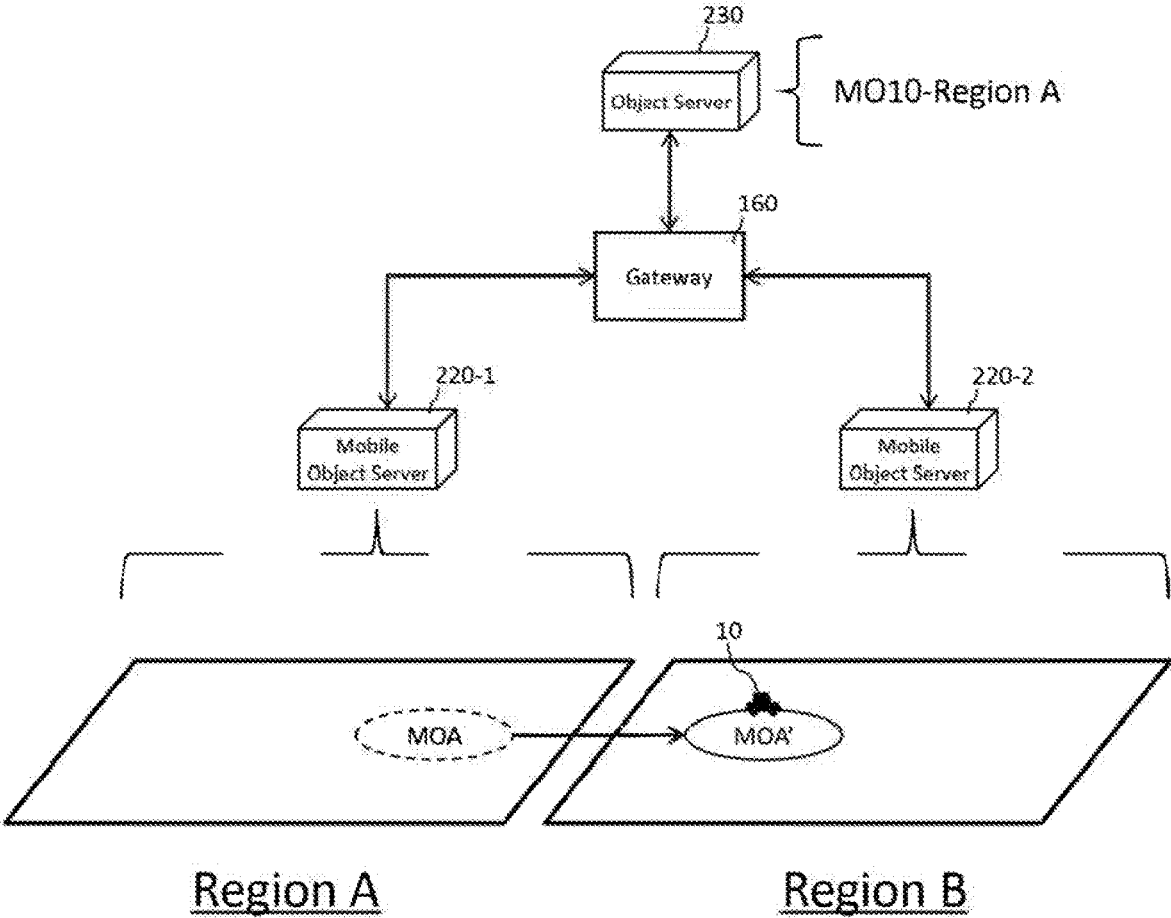 230
Object Server
MO10-Region A
160
Gateway
220-1
Mobile
Object Server
220-2
Mobile
Object Server
10
MOA
MOA'
Region A
Region B